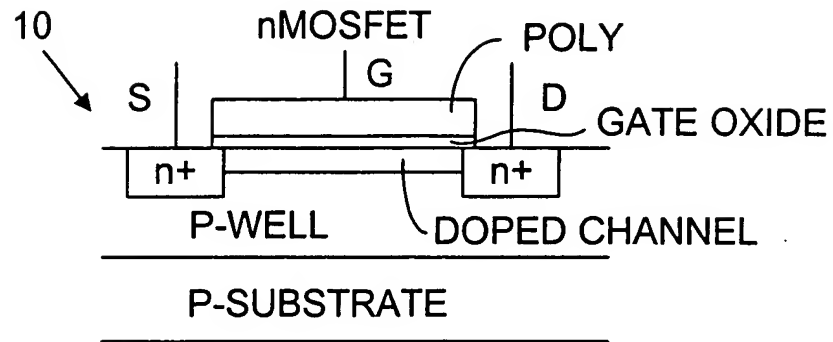 10
nMOSFET
POLY
S
G
D
GATE OXIDE
n+
n+
P-WELL
DOPED CHANNEL
P-SUBSTRATE